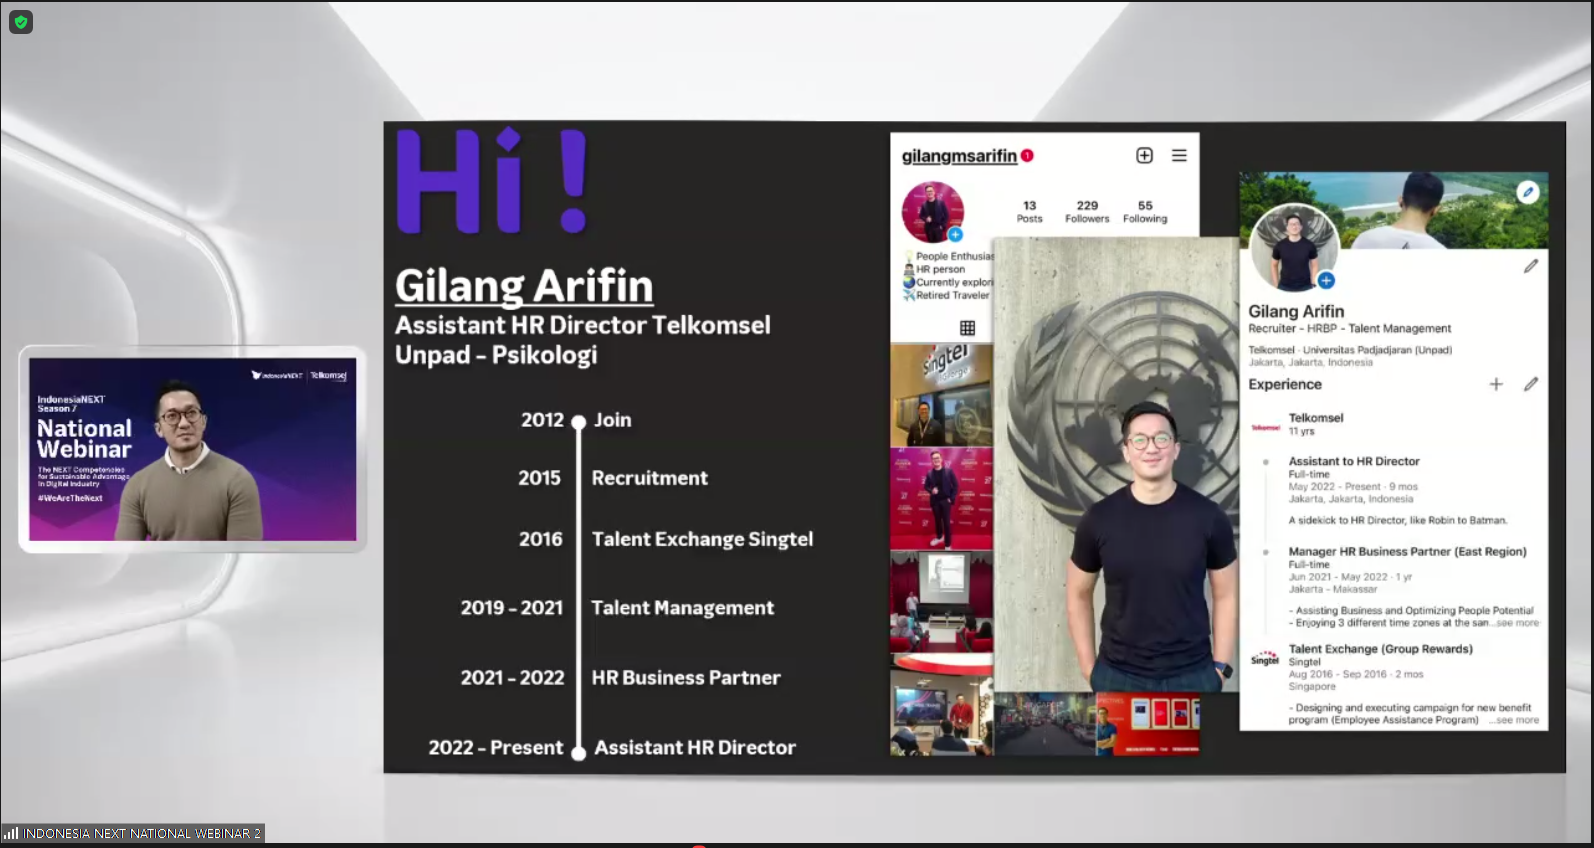 IndonesiaNEXT Telkomsel
IndonesiaNEXT
Season 7
National
Webinar
The NEXT Competencies
for Sustainable Advantage
in Digital Industry
#WeAreTheNext
Hi !
Gilang Arifin
Assistant HR Director Telkomsel
Unpad - Psikologi
2012 Join
2015 Recruitment
2016 Talent Exchange Singtel
2019 - 2021 Talent Management
2021 - 2022 HR Business Partner
2022 - Present Assistant HR Director
gilangmsarifin 1
13 229 55
Posts Followers Following
People Enthusias
HR person
Currently explori
Retired Traveler
Singtel
Gilang Arifin
Recruiter - HRBP - Talent Management
Telkomsel · Universitas Padjadjaran (Unpad)
Jakarta, Jakarta, Indonesia
Experience
Telkomsel
Telkomsel
11 yrs
Assistant to HR Director
Full-time
May 2022 - Present · 9 mos
Jakarta, Jakarta, Indonesia
A sidekick to HR Director, like Robin to Batman.
Manager HR Business Partner (East Region)
Full-time
Jun 2021 - May 2022 · 1 yr
Jakarta - Makassar
- Assisting Business and Optimizing People Potential
- Enjoying 3 different time zones at the san...see more
Singtel
Talent Exchange (Group Rewards)
Singtel
Aug 2016 - Sep 2016 · 2 mos
Singapore
- Designing and executing campaign for new benefit
program (Employee Assistance Program) ...see more
INDONESIA NEXT NATIONAL WEBINAR 2